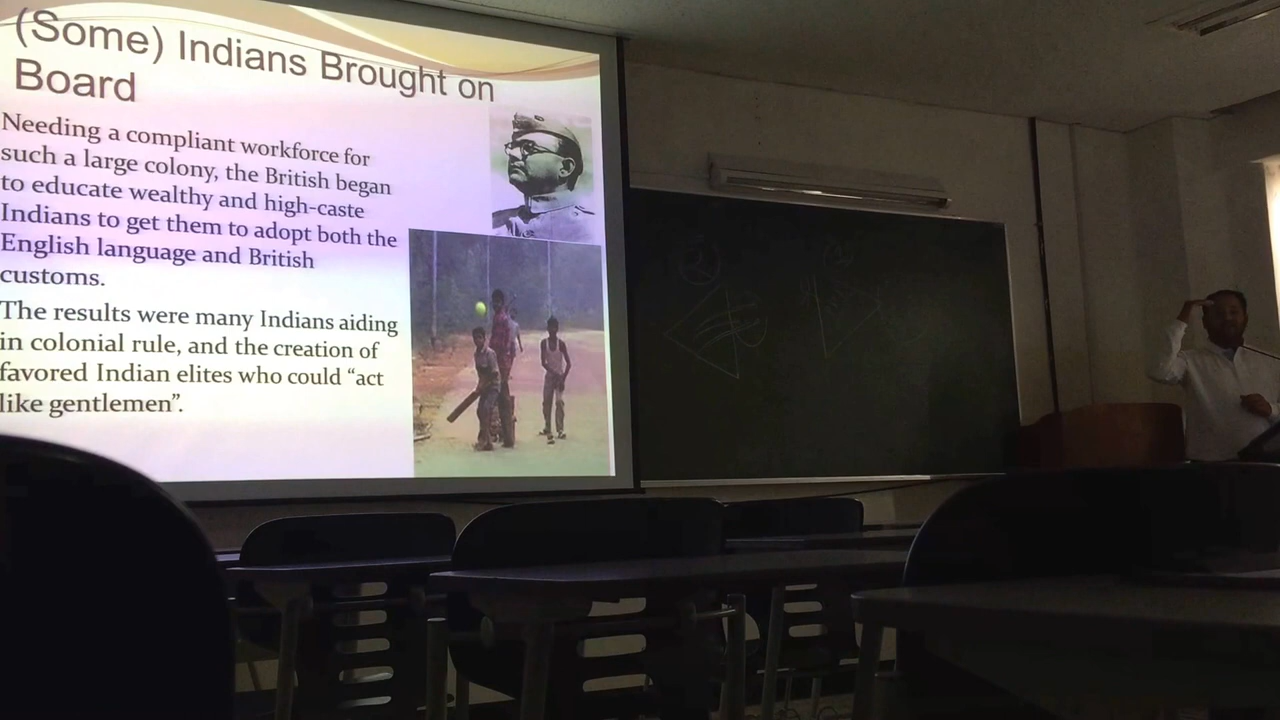 (Some) Indians Brought on
Board
Needing a compliant workforce for
such a large colony, the British began
to educate wealthy and high-caste
Indians to get them to adopt both the
English language and British
customs.
The results were many Indians aiding
in colonial rule, and the creation of
favored Indian elites who could “act
like gentlemen”.